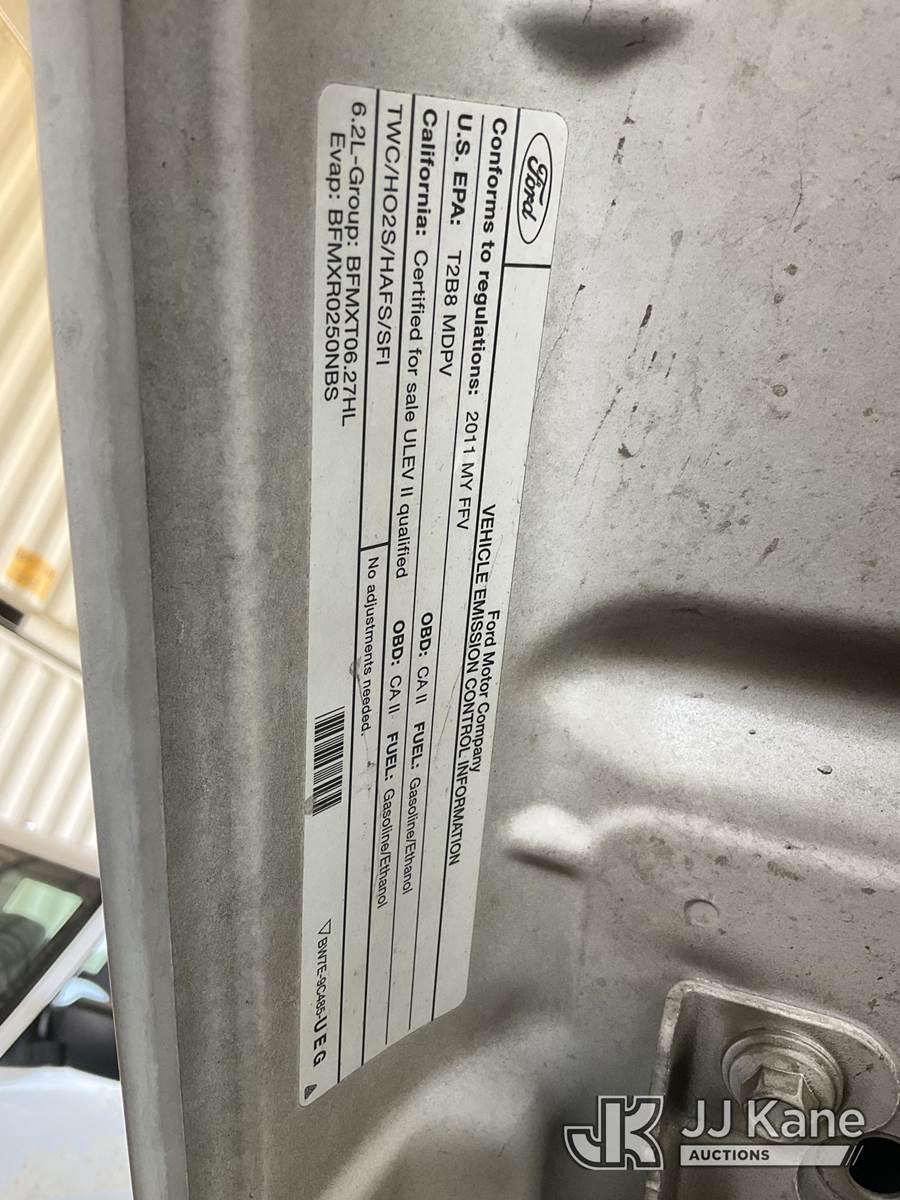 Ford
Ford Motor Company
VEHICLE EMISSION CONTROL INFORMATION
Conforms to regulations: 2011 MY FFV
U.S. EPA: T2B8 MDPV OBD: CA II FUEL: Gasoline/Ethanol
California: Certified for sale ULEV II qualified OBD: CA II FUEL: Gasoline/Ethanol
TWC/HO2S/HAFS/SFI
No adjustments needed.
6.2L-Group: BFMXT06.27HL
Evap: BFMXR0250NBS
BW7E-9C485-UEG
JK JJ Kane
AUCTIONS